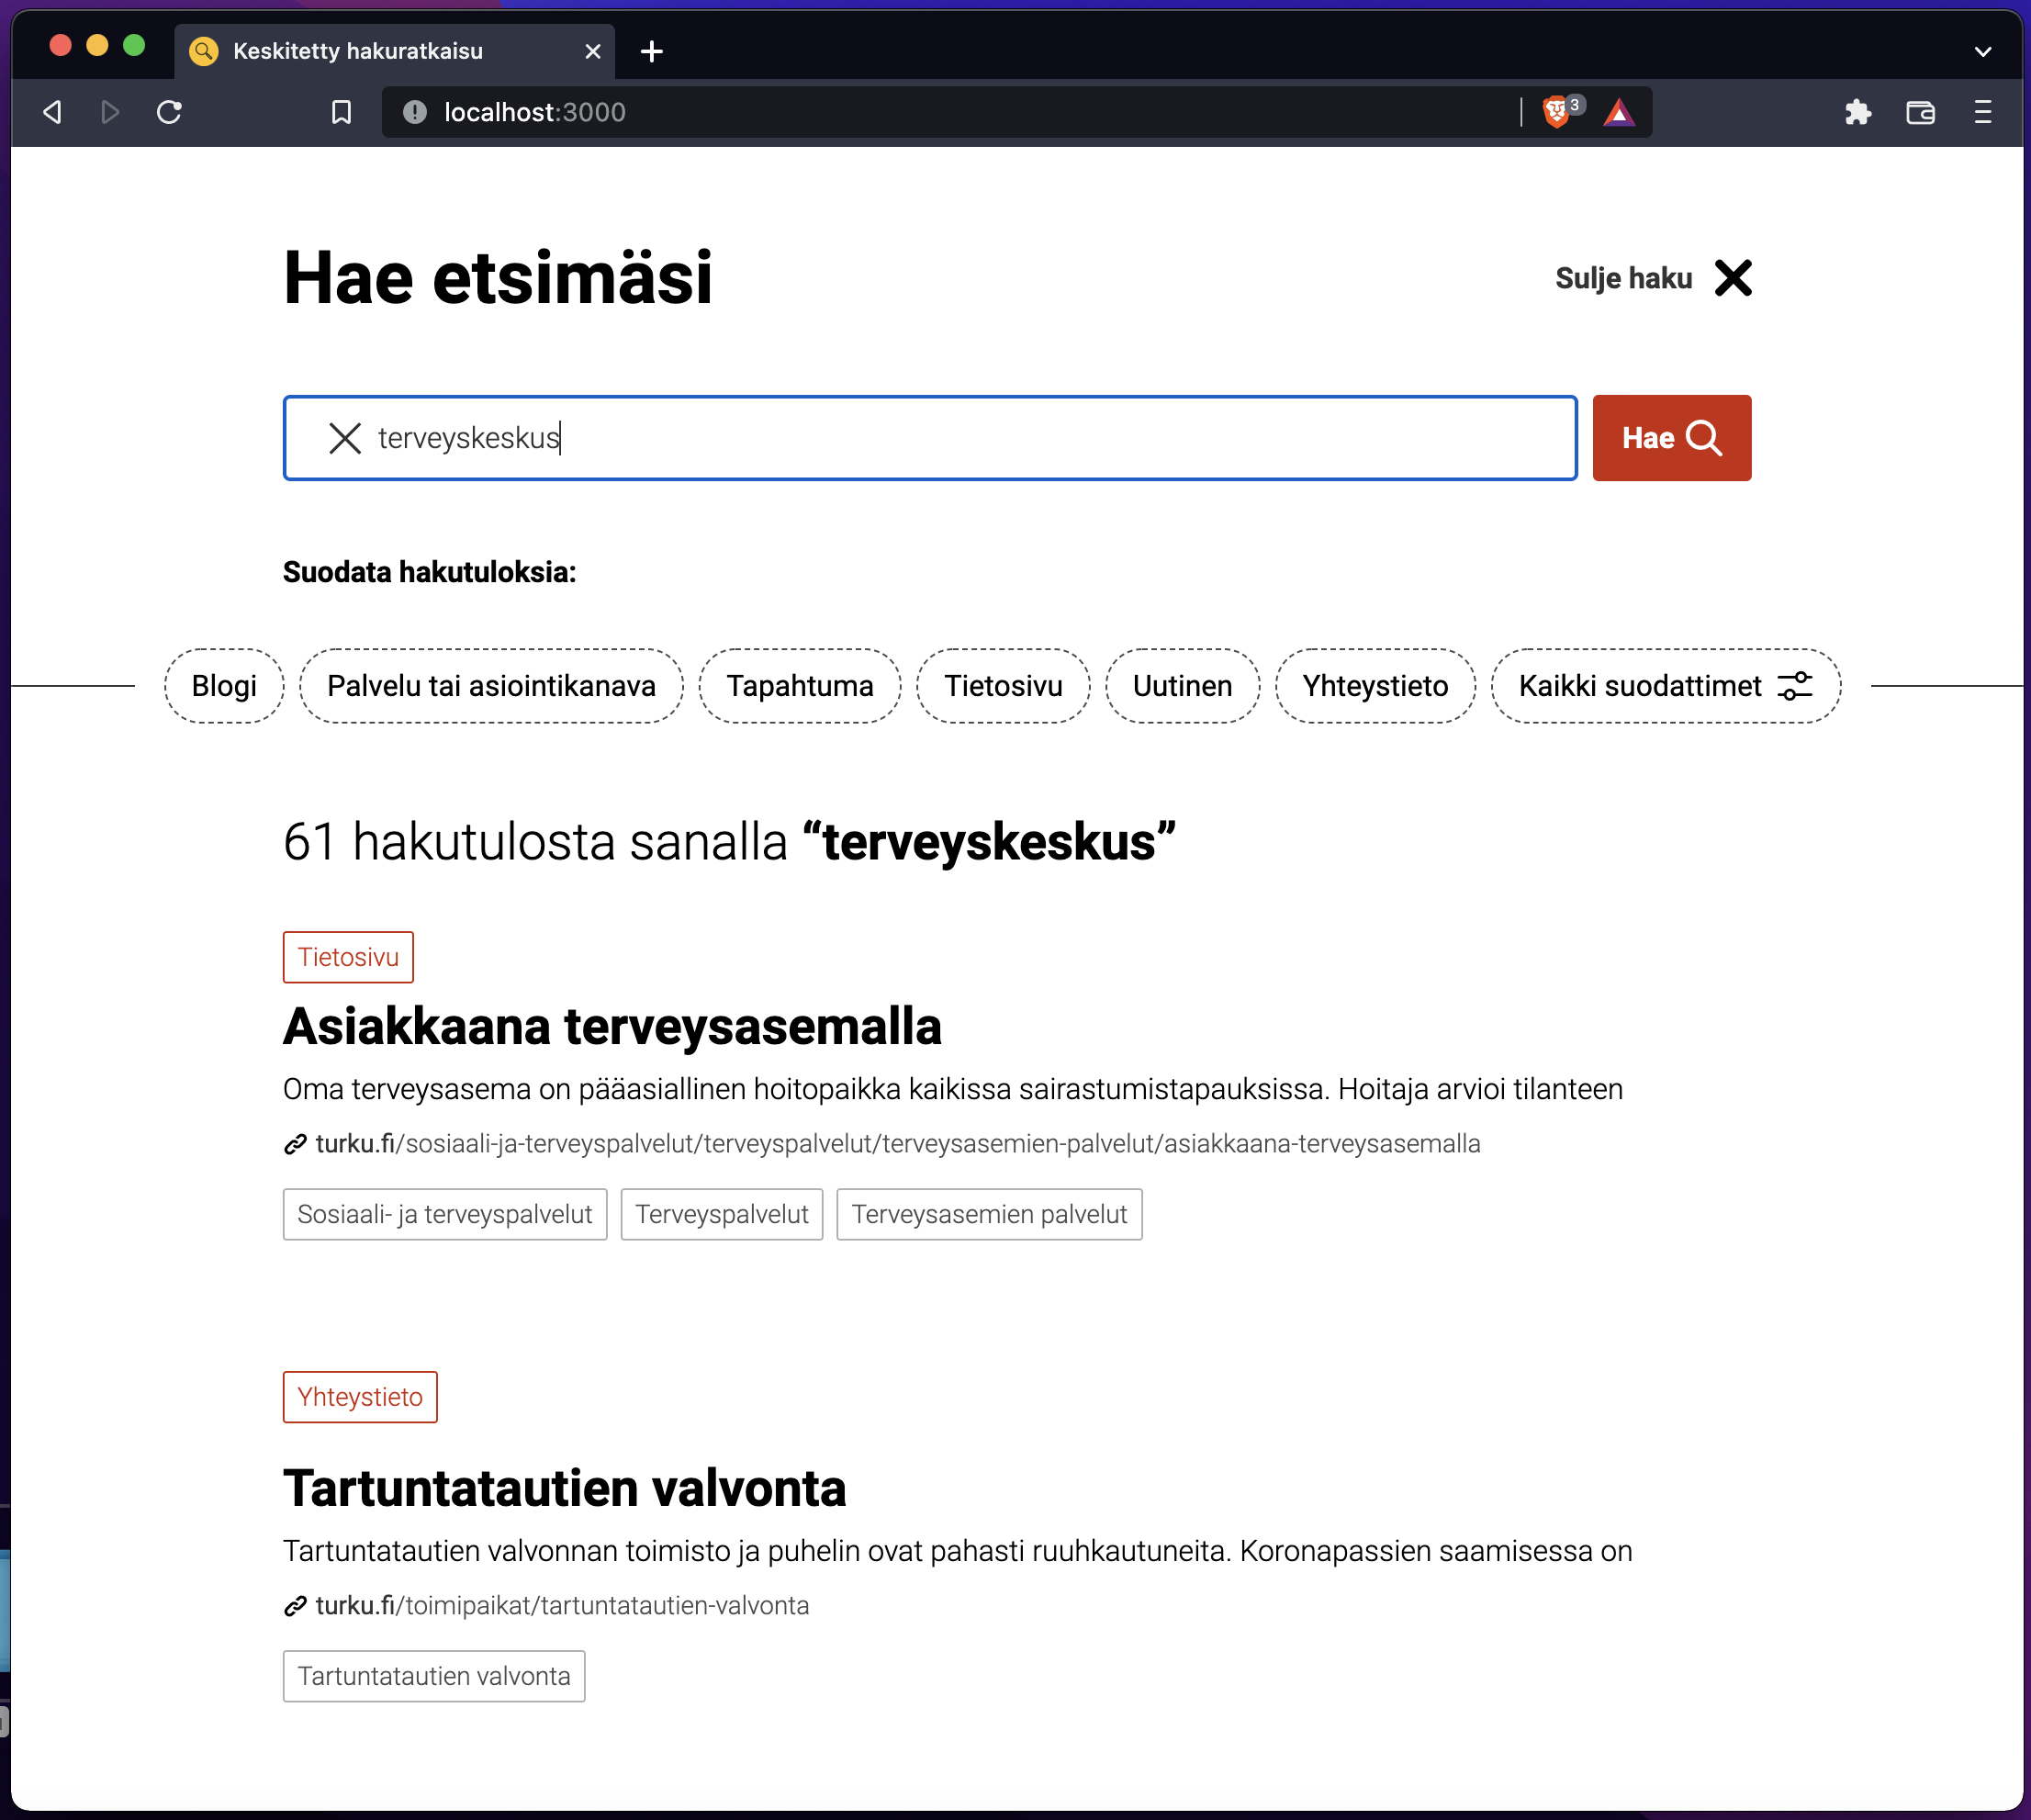 Keskitetty hakuratkaisu
localhost:3000
3
Hae etsimäsi
Sulje haku
terveyskeskus
Hae
Suodata hakutuloksia:
Blogi
Palvelu tai asiointikanava
Tapahtuma
Tietosivu
Uutinen
Yhteystieto
Kaikki suodattimet
61 hakutulosta sanalla “terveyskeskus”
Tietosivu
Asiakkaana terveysasemalla
Oma terveysasema on pääasiallinen hoitopaikka kaikissa sairastumistapauksissa. Hoitaja arvioi tilanteen
turku.fi/sosiaali-ja-terveyspalvelut/terveyspalvelut/terveysasemien-palvelut/asiakkaana-terveysasemalla
Sosiaali- ja terveyspalvelut
Terveyspalvelut
Terveysasemien palvelut
Yhteystieto
Tartuntatautien valvonta
Tartuntatautien valvonnan toimisto ja puhelin ovat pahasti ruuhkautuneita. Koronapassien saamisessa on
turku.fi/toimipaikat/tartuntatautien-valvonta
Tartuntatautien valvonta